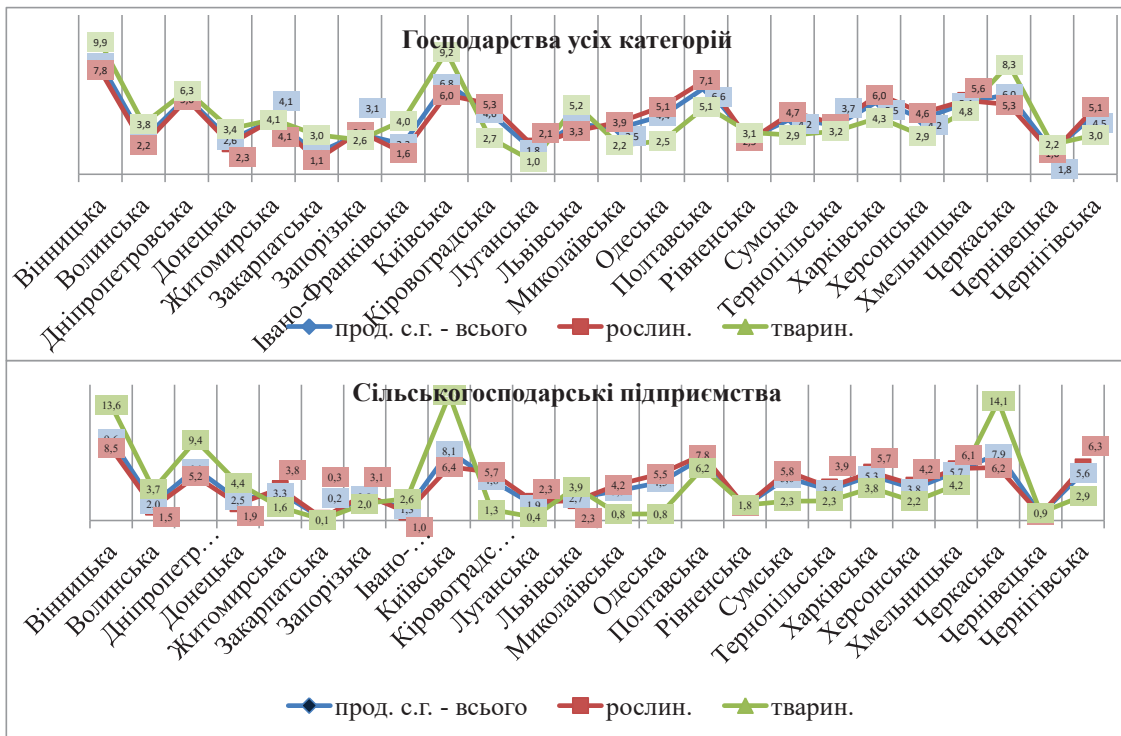 Господарства усіх категорій
9,9
7,8
3,8
2,2
6,3
3,4
2,6
2,3
4,1
4,1
4,1
3,0
1,1
3,1
2,6
4,0
1,6
9,2
6,8
6,0
5,3
2,7
2,1
1,8
1,0
5,2
3,3
3,9
2,2
5,1
2,5
7,1
5,1
3,1
4,7
2,9
3,7
3,2
6,0
4,3
4,6
2,9
5,6
4,8
8,3
5,3
2,2
1,8
5,1
4,5
3,0
Вінницька
Волинська
Дніпропетровська
Донецька
Житомирська
Закарпатська
Запорізька
Івано-Франківська
Київська
Кіровоградська
Луганська
Львівська
Миколаївська
Одеська
Полтавська
Рівненська
Сумська
Тернопільська
Харківська
Херсонська
Хмельницька
Черкаська
Чернівецька
Чернігівська
прод. с.г. - всього
рослин.
тварин.
Сільськогосподарські підприємства
13,6
8,5
3,7
2,0
1,5
9,4
5,2
4,4
2,5
1,9
3,8
3,3
1,6
0,3
0,2
0,1
3,1
2,0
2,6
1,0
8,1
6,4
5,7
1,3
2,3
1,9
0,4
3,9
2,7
2,3
4,2
0,8
5,5
0,8
7,8
6,2
1,8
5,8
2,3
3,9
3,6
2,3
5,7
5,3
3,8
4,2
3,8
2,2
6,1
5,7
4,2
14,1
7,9
6,2
0,9
6,3
5,6
2,9
Вінницька
Волинська
Дніпропетр…
Донецька
Житомирська
Закарпатська
Запорізька
Івано-…
Київська
Кіровоградс…
Луганська
Львівська
Миколаївська
Одеська
Полтавська
Рівненська
Сумська
Тернопільська
Харківська
Херсонська
Хмельницька
Черкаська
Чернівецька
Чернігівська
прод. с.г. - всього
рослин.
тварин.